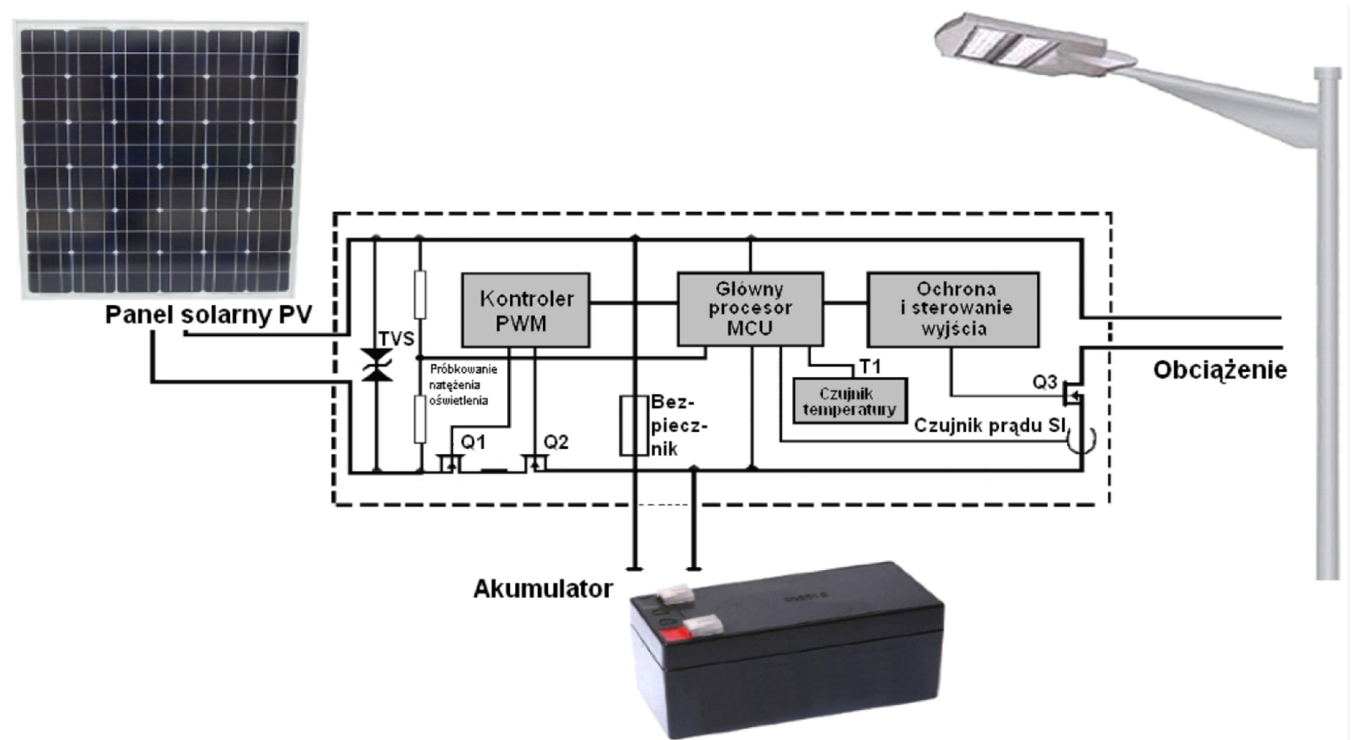 Panel solarny PV
TVS
Próbkowanie
natężenia
oświetlenia
Kontroler
PWM
Główny
procesor
MCU
Ochrona
i sterowanie
wyjścia
T1
Czujnik
temperatury
Q1
Q2
Bez-
piecz-
nik
Q3
Czujnik prądu SI
Obciążenie
Akumulator